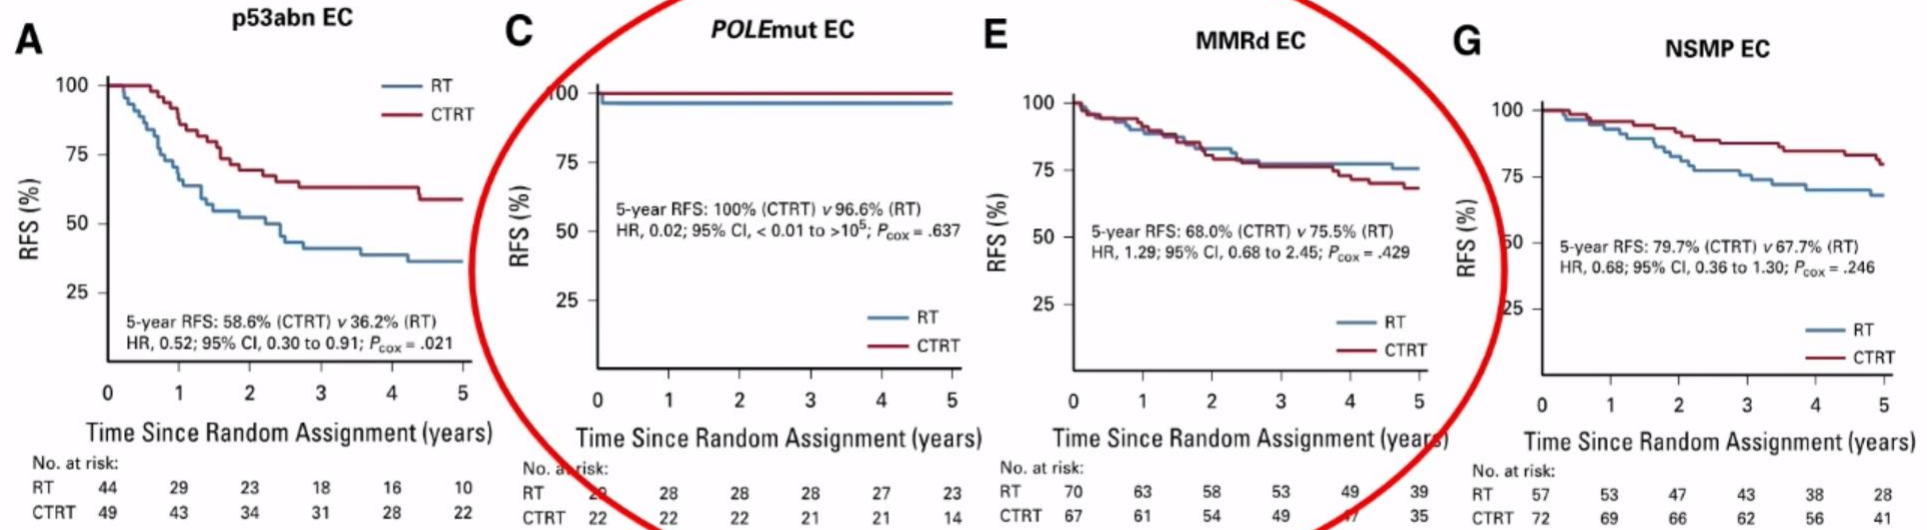 A
p53abn EC
100
75
50
25
RFS (%)
RT
CTRT
5-year RFS: 58.6% (CTRT) v 36.2% (RT)
HR, 0.52; 95% CI, 0.30 to 0.91; Pcox = .021
0 1 2 3 4 5
Time Since Random Assignment (years)
No. at risk:
RT 44 29 23 18 16 10
CTRT 49 43 34 31 28 22
C
POLEmut EC
100
75
50
25
RFS (%)
5-year RFS: 100% (CTRT) v 96.6% (RT)
HR, 0.02; 95% CI, < 0.01 to >10⁵; Pcox = .637
RT
CTRT
0 1 2 3 4 5
Time Since Random Assignment (years)
No. at risk:
RT 28 28 28 27 23
CTRT 22 22 22 21 21 14
E
MMRd EC
100
75
50
25
RFS (%)
5-year RFS: 68.0% (CTRT) v 75.5% (RT)
HR, 1.29; 95% CI, 0.68 to 2.45; Pcox = .429
RT
CTRT
0 1 2 3 4 5
Time Since Random Assignment (years)
No. at risk:
RT 70 63 58 53 49 39
CTRT 67 61 54 49 35
G
NSMP EC
100
75
50
25
RFS (%)
5-year RFS: 79.7% (CTRT) v 67.7% (RT)
HR, 0.68; 95% CI, 0.36 to 1.30; Pcox = .246
RT
CTRT
0 1 2 3 4 5
Time Since Random Assignment (years)
No. at risk:
RT 57 53 47 43 38 28
CTRT 72 69 66 62 56 41